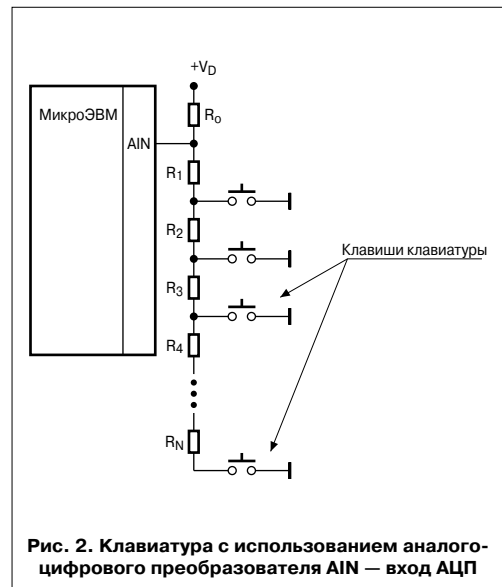 +V_D
МикроЭВМ
R_o
AIN
R_1
R_2
Клавиши клавиатуры
R_3
R_4
R_N
Рис. 2. Клавиатура с использованием аналого-
цифрового преобразователя AIN — вход АЦП